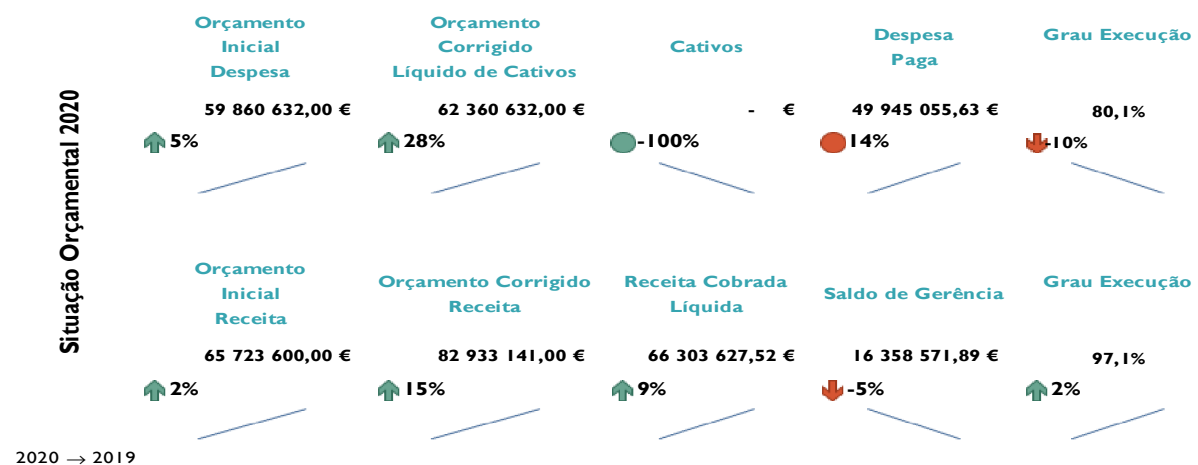 Situação Orçamental 2020
Orçamento
Inicial
Despesa
59 860 632,00 €
5%
Orçamento
Corrigido
Líquido de Cativos
62 360 632,00 €
28%
Cativos
- €
-100%
Despesa
Paga
49 945 055,63 €
14%
Grau Execução
80,1%
-10%
Orçamento
Inicial
Receita
65 723 600,00 €
2%
Orçamento Corrigido
Receita
82 933 141,00 €
15%
Receita Cobrada
Líquida
66 303 627,52 €
9%
Saldo de Gerência
16 358 571,89 €
-5%
Grau Execução
97,1%
2%
2020 → 2019